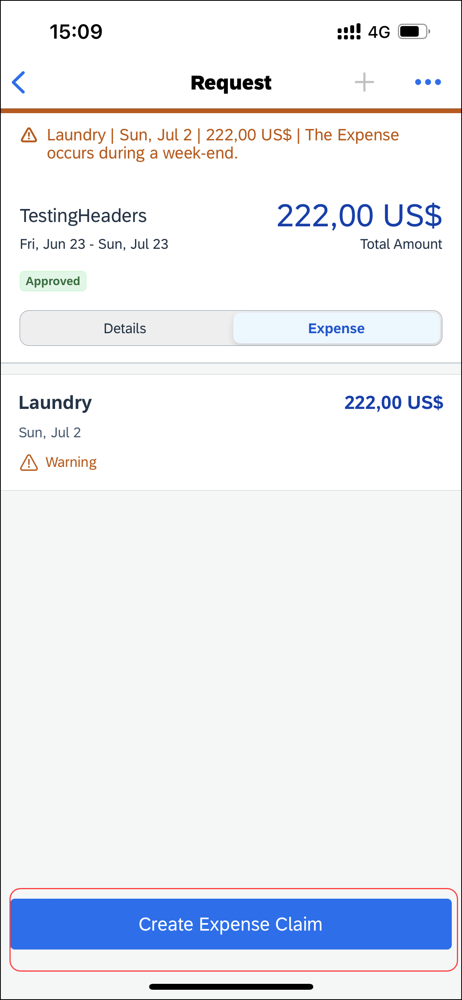 15:09
4G
Request
Laundry | Sun, Jul 2 | 222,00 US$ | The Expense
occurs during a week-end.
TestingHeaders
222,00 US$
Fri, Jun 23 - Sun, Jul 23
Total Amount
Approved
Details
Expense
Laundry
222,00 US$
Sun, Jul 2
Warning
Create Expense Claim